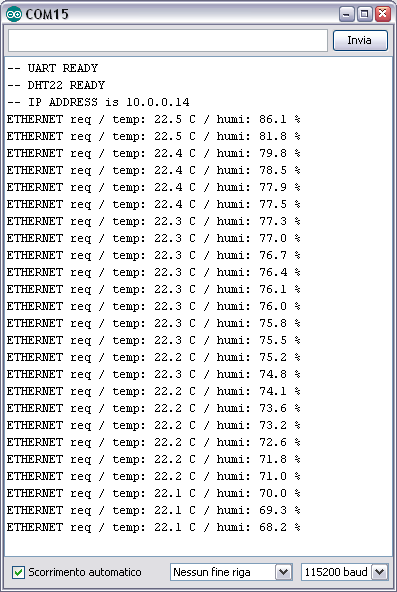 COM15
Invia
-- UART READY
-- DHT22 READY
-- IP ADDRESS is 10.0.0.14
ETHERNET req / temp: 22.5 C / humi: 86.1 %
ETHERNET req / temp: 22.5 C / humi: 81.8 %
ETHERNET req / temp: 22.4 C / humi: 79.8 %
ETHERNET req / temp: 22.4 C / humi: 78.5 %
ETHERNET req / temp: 22.4 C / humi: 77.9 %
ETHERNET req / temp: 22.4 C / humi: 77.5 %
ETHERNET req / temp: 22.3 C / humi: 77.3 %
ETHERNET req / temp: 22.3 C / humi: 77.0 %
ETHERNET req / temp: 22.3 C / humi: 76.7 %
ETHERNET req / temp: 22.3 C / humi: 76.4 %
ETHERNET req / temp: 22.3 C / humi: 76.1 %
ETHERNET req / temp: 22.3 C / humi: 76.0 %
ETHERNET req / temp: 22.3 C / humi: 75.8 %
ETHERNET req / temp: 22.3 C / humi: 75.5 %
ETHERNET req / temp: 22.2 C / humi: 75.2 %
ETHERNET req / temp: 22.3 C / humi: 74.8 %
ETHERNET req / temp: 22.2 C / humi: 74.1 %
ETHERNET req / temp: 22.2 C / humi: 73.6 %
ETHERNET req / temp: 22.2 C / humi: 73.2 %
ETHERNET req / temp: 22.2 C / humi: 72.6 %
ETHERNET req / temp: 22.2 C / humi: 71.8 %
ETHERNET req / temp: 22.2 C / humi: 71.0 %
ETHERNET req / temp: 22.1 C / humi: 70.0 %
ETHERNET req / temp: 22.1 C / humi: 69.3 %
ETHERNET req / temp: 22.1 C / humi: 68.2 %
Scorrimento automatico
Nessun fine riga
115200 baud